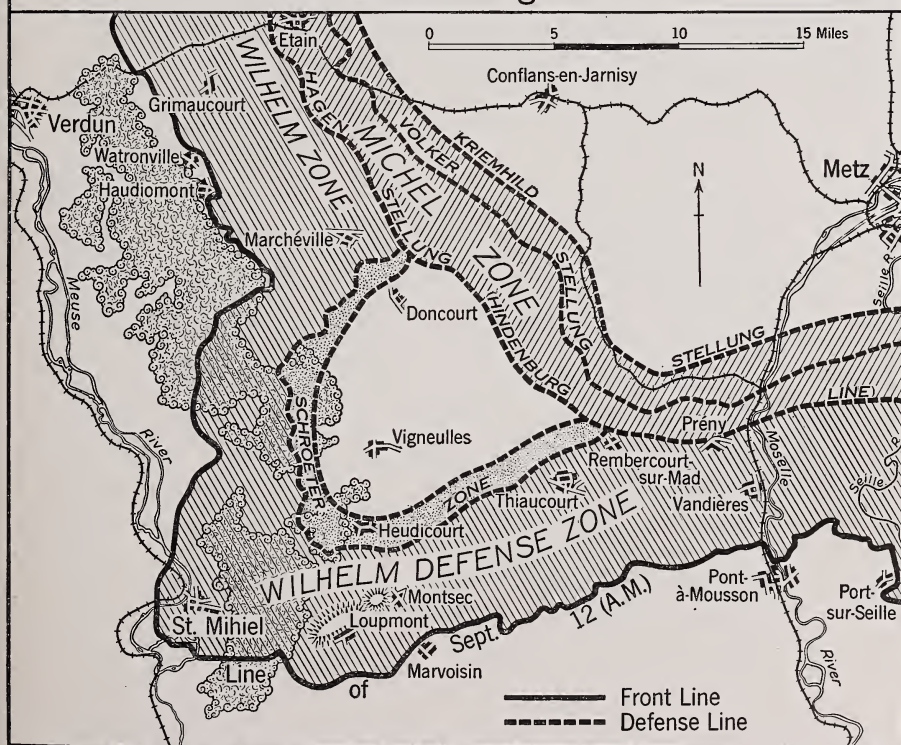 0 5 10 15 Miles
Etain
Conflans-en-Jarnisy
Grimaucourt
WILHELM ZONE
HAGEN STELLUNG (HINDENBURG LINE)
MICHEL ZONE
VOLKER STELLUNG
KRIEMHILD STELLUNG
Verdun
Watronville
Haudiomont
Metz
N
Marchéville
Seille R
Doncourt
Meuse River
SCHROETER ZONE
Vigneulles
Prény
Rembercourt-
sur-Mad
Moselle River
Thiaucourt
Vandières
Seille R
Heudicourt
WILHELM DEFENSE ZONE
Montsec
Loupmont
St. Mihiel
Pont-
à-Mousson
Port-
sur-Seille
Marvoisin
Line of Sept. 12 (A.M.)
Front Line
Defense Line